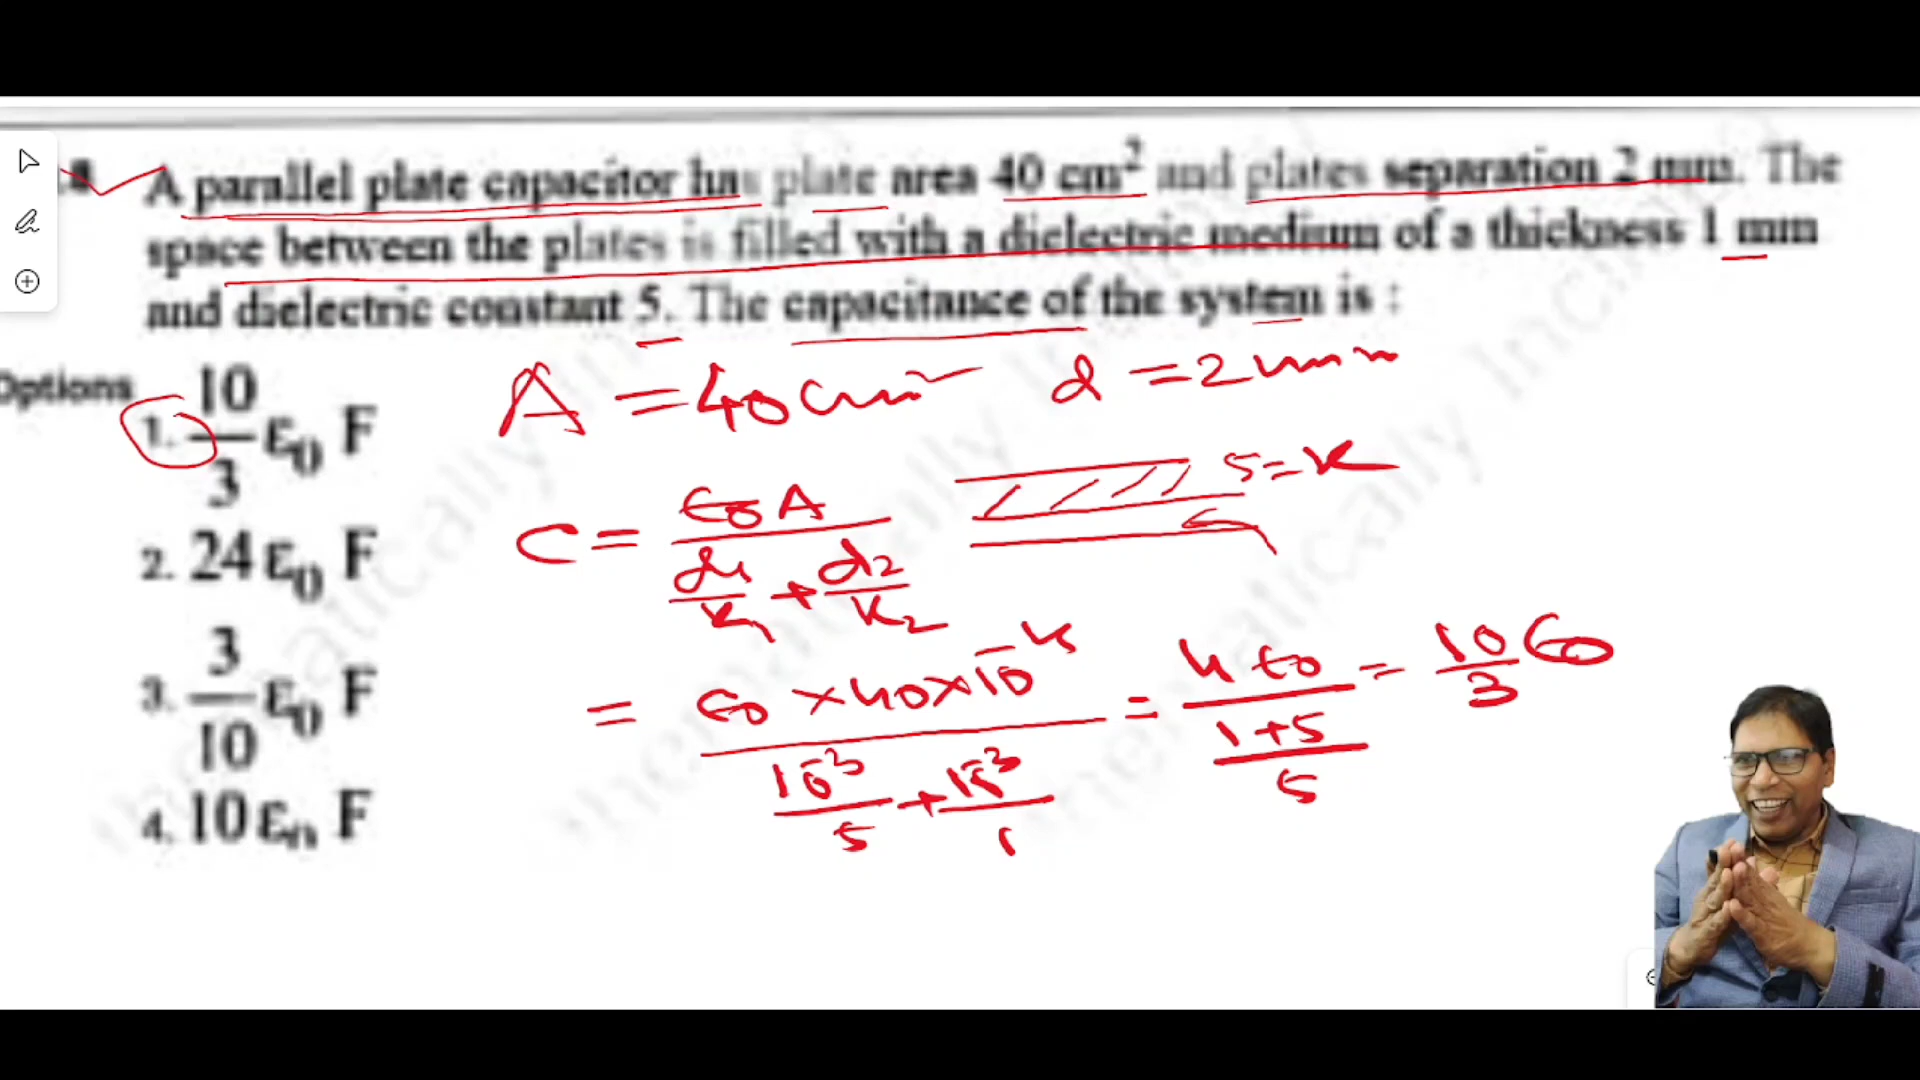 A parallel plate capacitor has plate area 40 cm² and plates separation 2 mm. The
space between the plates is filled with a dielectric medium of a thickness 1 mm
and dielectric constant 5. The capacitance of the system is :
Options
1. 10/3 ε₀ F
2. 24 ε₀ F
3. 3/10 ε₀ F
4. 10 ε₀ F
A = 40 cm² d = 2 mm
5 = K
C = ε₀A / (d₁/K₁ + d₂/K₂)
= ε₀ × 40 × 10⁻⁴ / (10⁻³/5 + 10⁻³/1) = 4ε₀ / ((1+5)/5) = 10/3 ε₀